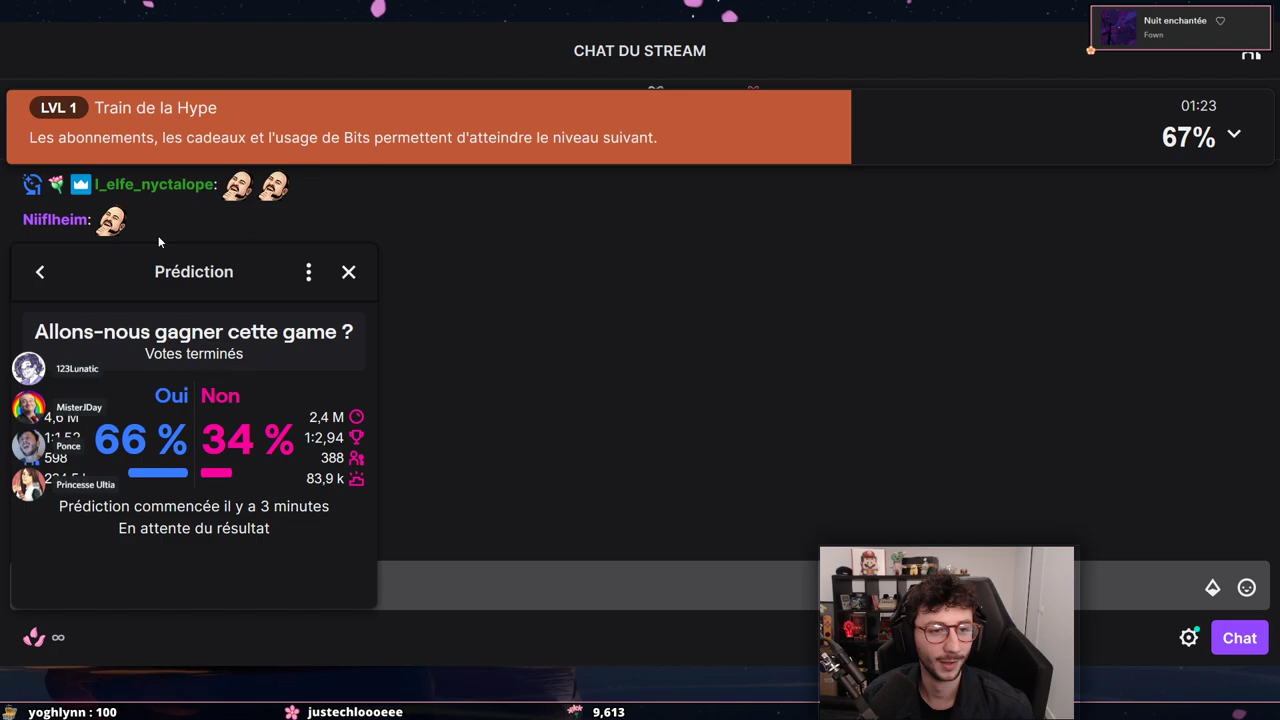 Nuit enchantée
Fown
CHAT DU STREAM
LVL 1 Train de la Hype
Les abonnements, les cadeaux et l'usage de Bits permettent d'atteindre le niveau suivant.
01:23
67%
l_elfe_nyctalope:
Niiflheim:
Prédiction
Allons-nous gagner cette game ?
Votes terminés
123Lunatic
Oui Non
MisterJDay
4,6 M
2,4 M
66 % 34 %
1:2,94
Ponce
598
388
Princesse Ultia
83,9 k
Prédiction commencée il y a 3 minutes
En attente du résultat
∞
Chat
yoghlynn : 100
justechloooeee
9,613